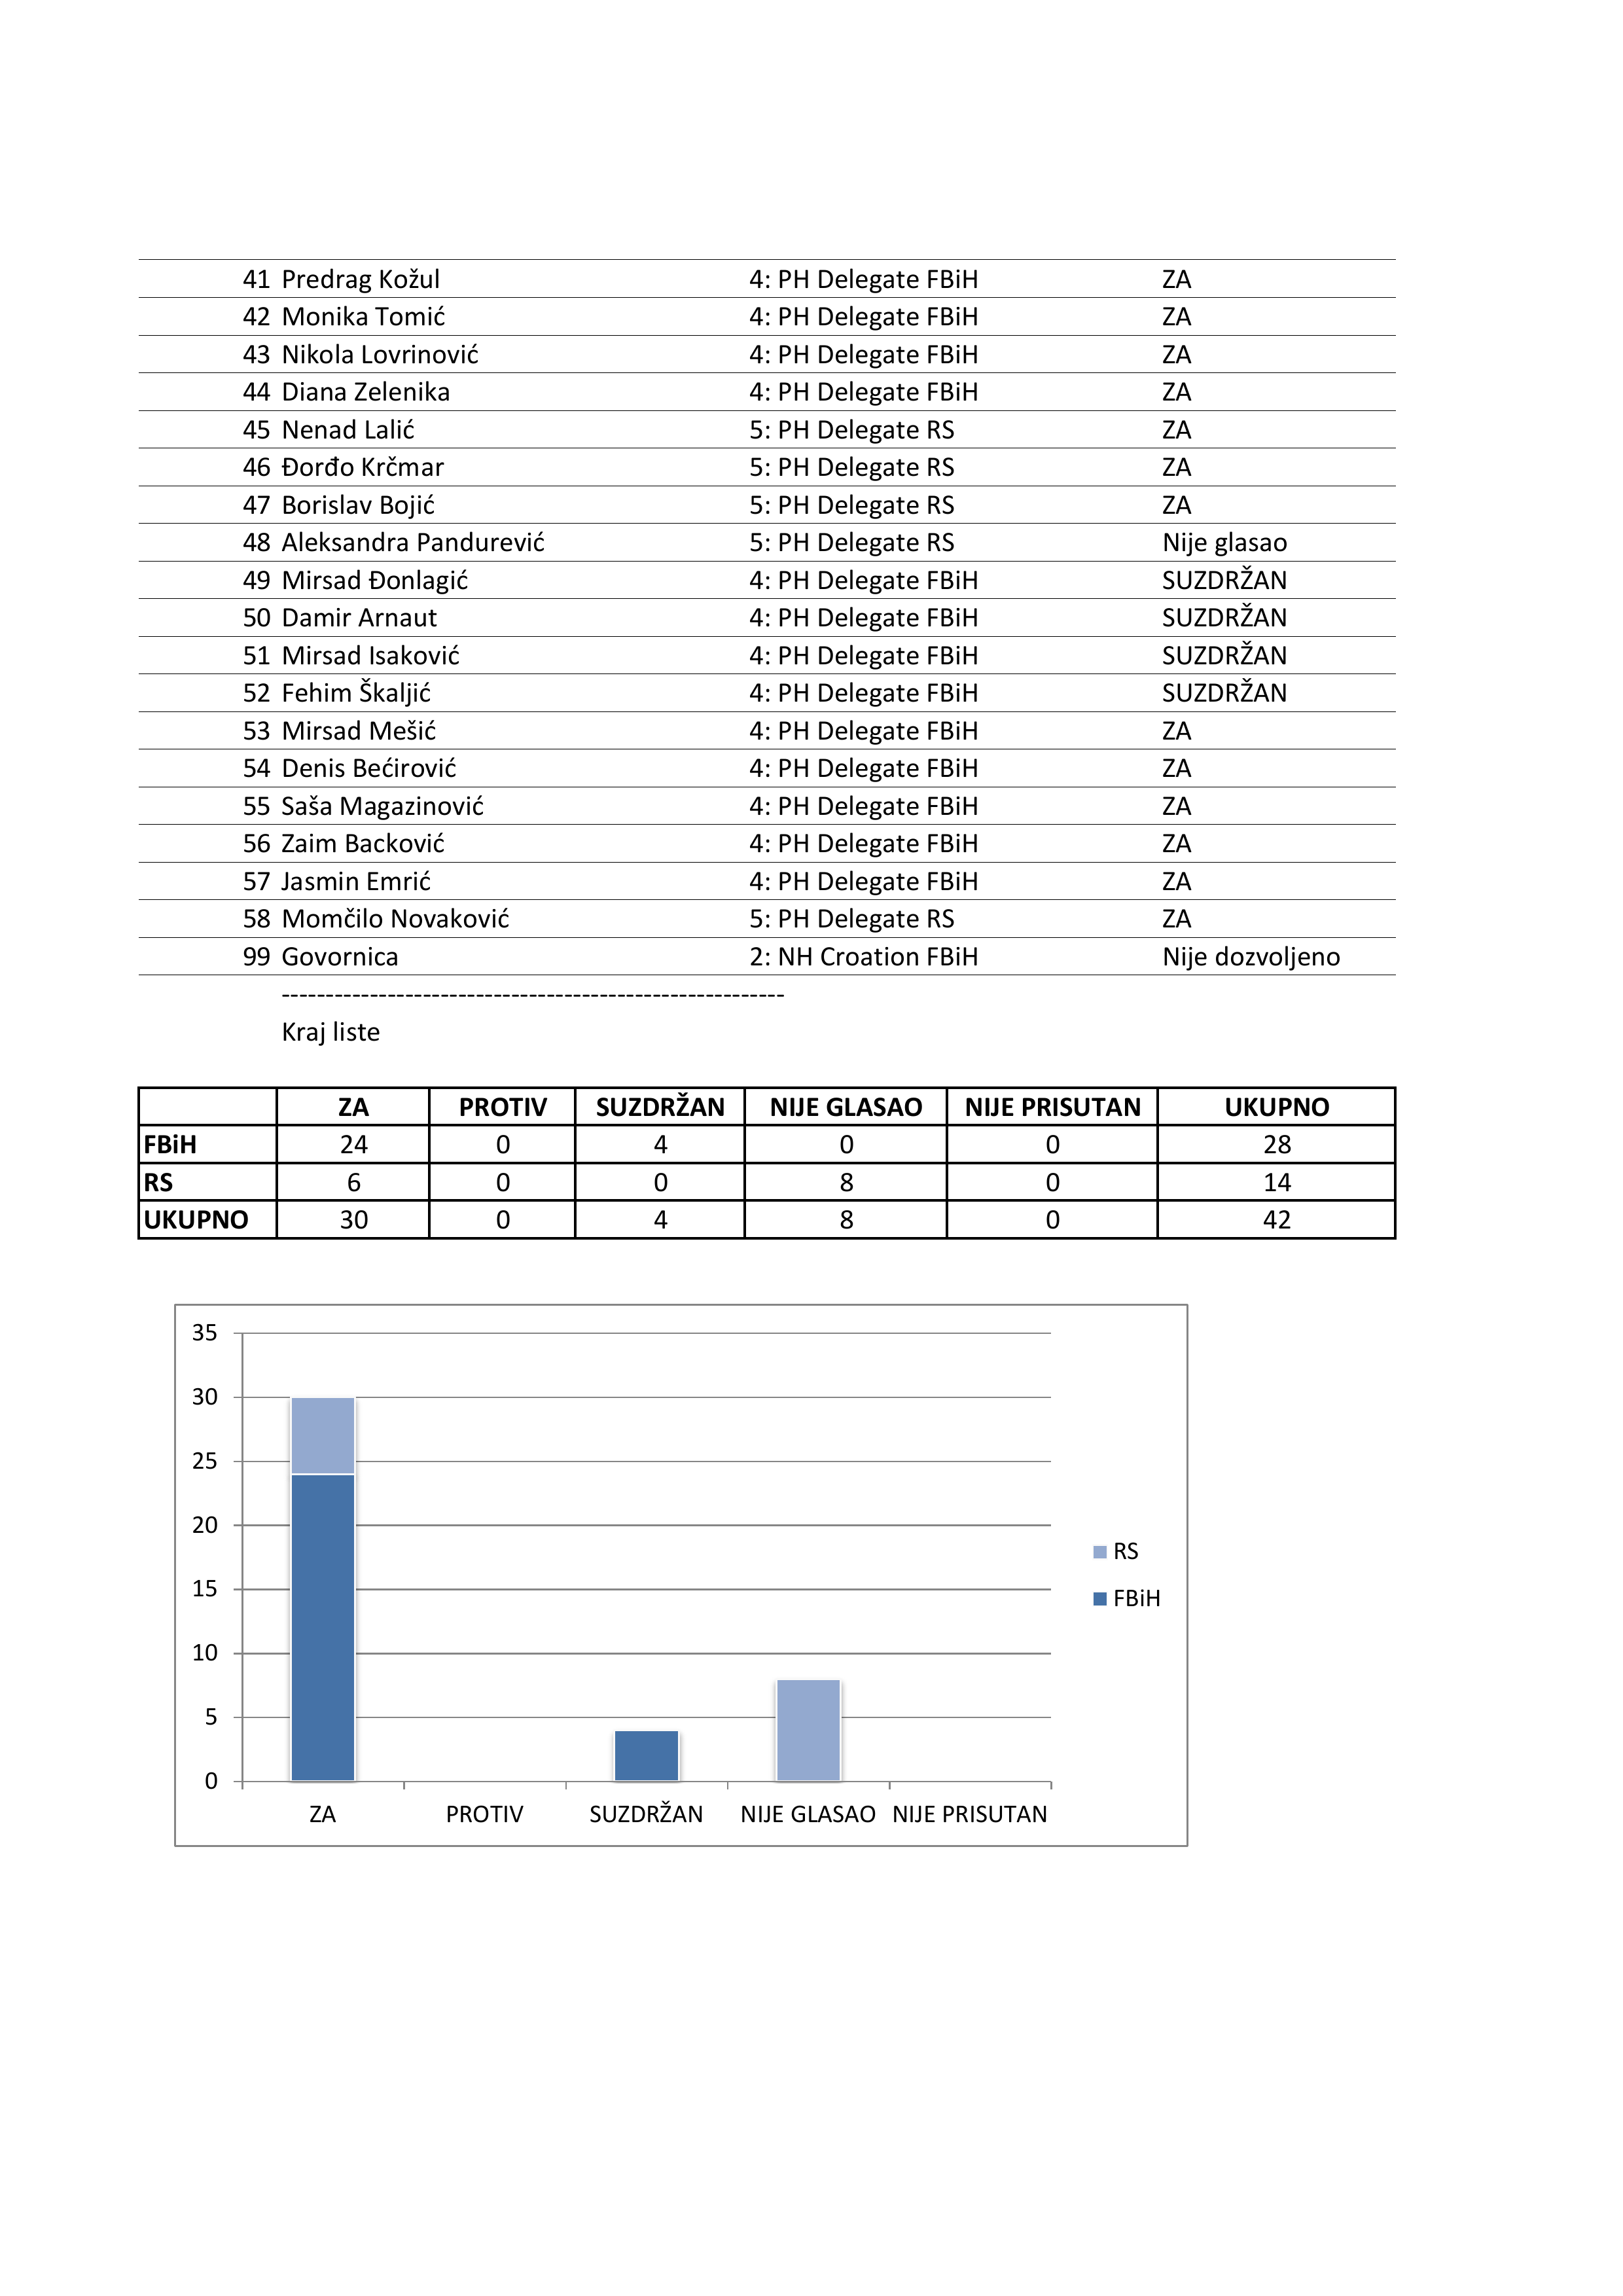 41 Predrag Kožul 4: PH Delegate FBiH ZA
42 Monika Tomić 4: PH Delegate FBiH ZA
43 Nikola Lovrinović 4: PH Delegate FBiH ZA
44 Diana Zelenika 4: PH Delegate FBiH ZA
45 Nenad Lalić 5: PH Delegate RS ZA
46 Đorđo Krčmar 5: PH Delegate RS ZA
47 Borislav Bojić 5: PH Delegate RS ZA
48 Aleksandra Pandurević 5: PH Delegate RS Nije glasao
49 Mirsad Đonlagić 4: PH Delegate FBiH SUZDRŽAN
50 Damir Arnaut 4: PH Delegate FBiH SUZDRŽAN
51 Mirsad Isaković 4: PH Delegate FBiH SUZDRŽAN
52 Fehim Škaljić 4: PH Delegate FBiH SUZDRŽAN
53 Mirsad Mešić 4: PH Delegate FBiH ZA
54 Denis Bećirović 4: PH Delegate FBiH ZA
55 Saša Magazinović 4: PH Delegate FBiH ZA
56 Zaim Backović 4: PH Delegate FBiH ZA
57 Jasmin Emrić 4: PH Delegate FBiH ZA
58 Momčilo Novaković 5: PH Delegate RS ZA
99 Govornica 2: NH Croation FBiH Nije dozvoljeno
---------------------------------------------------------
Kraj liste
ZA PROTIV SUZDRŽAN NIJE GLASAO NIJE PRISUTAN UKUPNO
FBiH 24 0 4 0 0 28
RS 6 0 0 8 0 14
UKUPNO 30 0 4 8 0 42
35
30
25
20
15
10
5
0
ZA PROTIV SUZDRŽAN NIJE GLASAO NIJE PRISUTAN
RS
FBiH